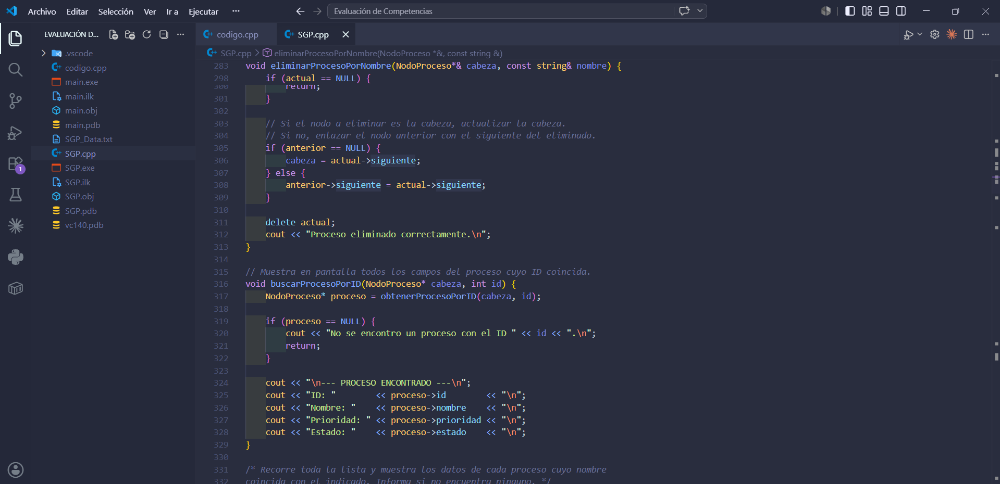 Archivo Editar Selección Ver Ir a Ejecutar ···
Evaluación de Competencias
EVALUACIÓN D...
.vscode
codigo.cpp
main.exe
main.ilk
main.obj
main.pdb
SGP_Data.txt
SGP.cpp
SGP.exe
SGP.ilk
SGP.obj
SGP.pdb
vc140.pdb
1
codigo.cpp SGP.cpp
SGP.cpp > eliminarProcesoPorNombre(NodoProceso *&, const string &)
283 void eliminarProcesoPorNombre(NodoProceso*& cabeza, const string& nombre) {
298 if (actual == NULL) {
300 return;
301 }
302
303 // Si el nodo a eliminar es la cabeza, actualizar la cabeza.
304 // Si no, enlazar el nodo anterior con el siguiente del eliminado.
305 if (anterior == NULL) {
306 cabeza = actual->siguiente;
307 } else {
308 anterior->siguiente = actual->siguiente;
309 }
310
311 delete actual;
312 cout << "Proceso eliminado correctamente.\n";
313 }
314
315 // Muestra en pantalla todos los campos del proceso cuyo ID coincida.
316 void buscarProcesoPorID(NodoProceso* cabeza, int id) {
317 NodoProceso* proceso = obtenerProcesoPorID(cabeza, id);
318
319 if (proceso == NULL) {
320 cout << "No se encontro un proceso con el ID " << id << ".\n";
321 return;
322 }
323
324 cout << "\n--- PROCESO ENCONTRADO ---\n";
325 cout << "ID: " << proceso->id << "\n";
326 cout << "Nombre: " << proceso->nombre << "\n";
327 cout << "Prioridad: " << proceso->prioridad << "\n";
328 cout << "Estado: " << proceso->estado << "\n";
329 }
330
331 /* Recorre toda la lista y muestra los datos de cada proceso cuyo nombre
332 coincida con el indicado. Informa si no encuentra ninguno. */